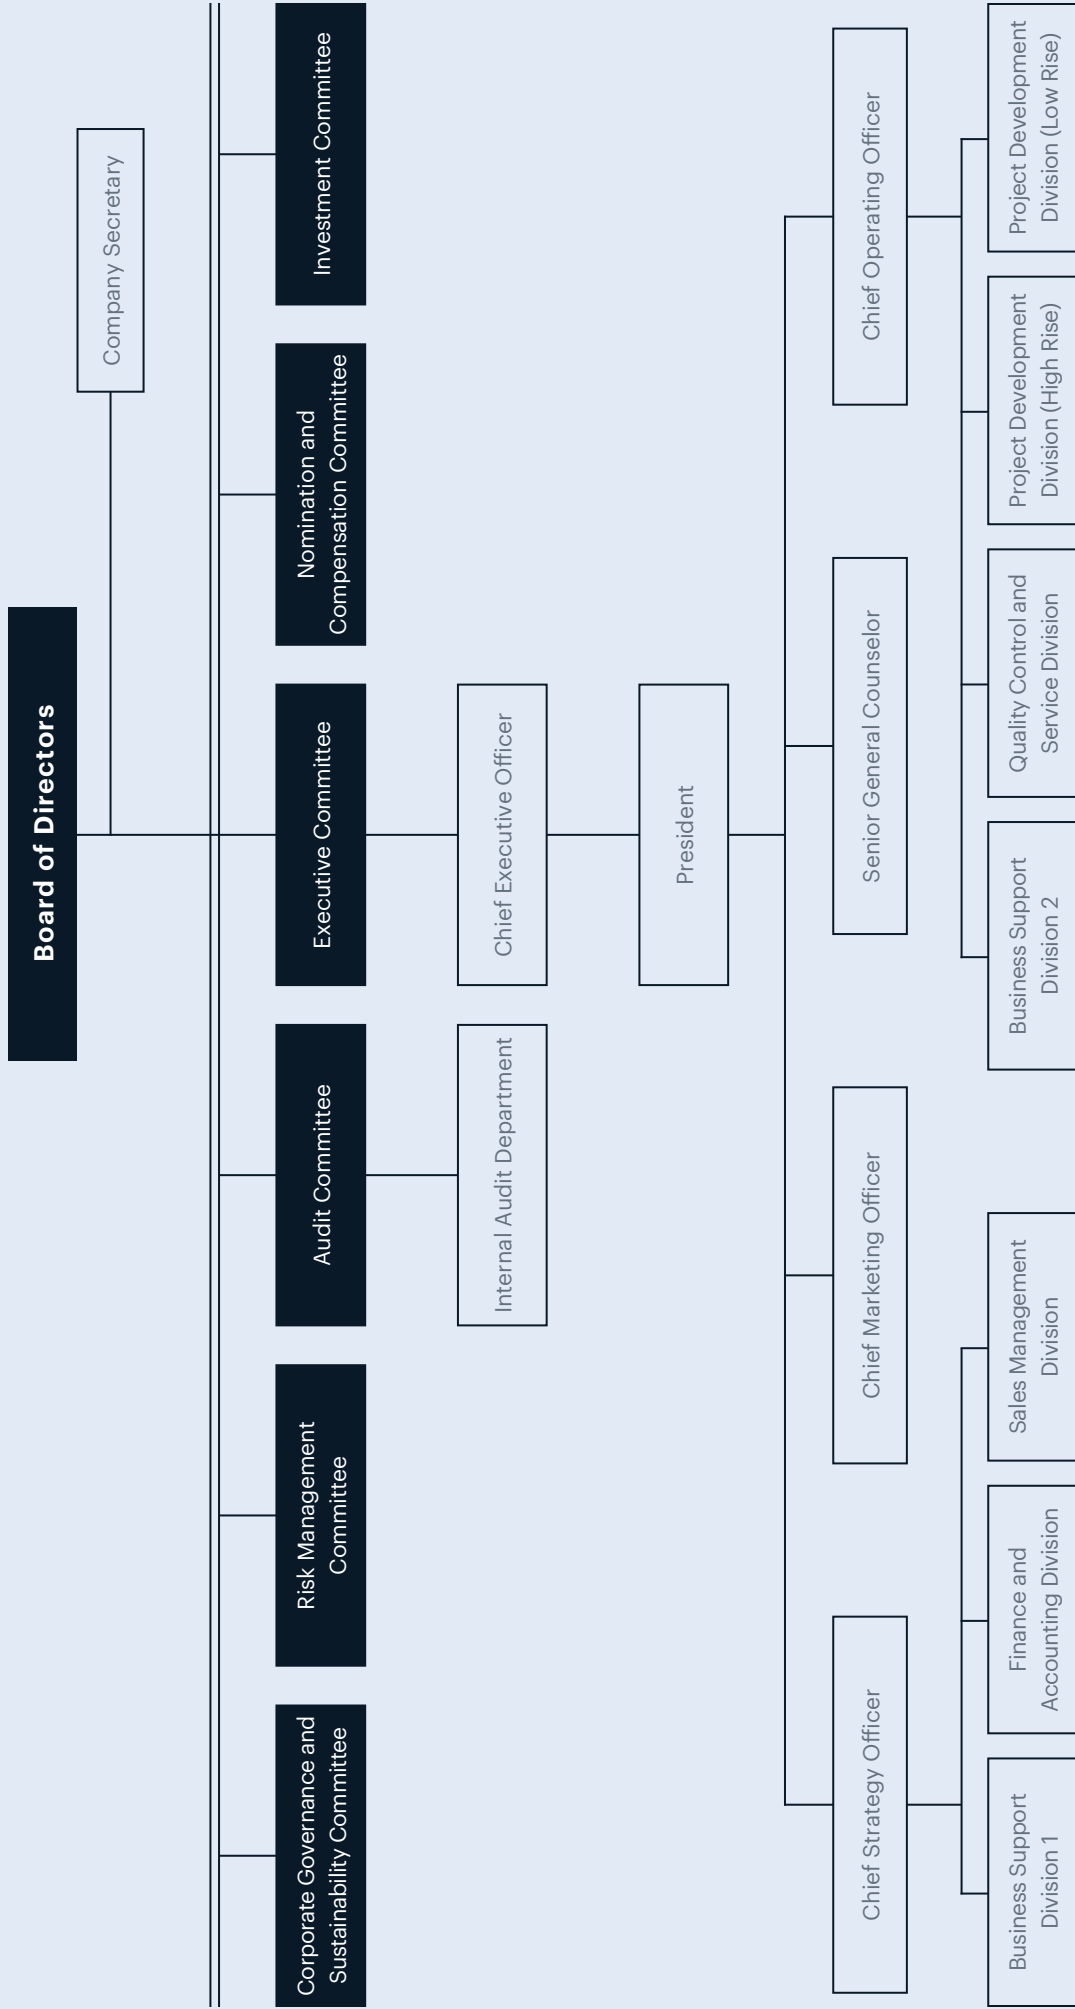 Board of Directors
Company Secretary
Corporate Governance and
Sustainability Committee
Risk Management
Committee
Audit Committee
Executive Committee
Nomination and
Compensation Committee
Investment Committee
Internal Audit Department
Chief Executive Officer
President
Chief Strategy Officer
Chief Marketing Officer
Senior General Counselor
Chief Operating Officer
Business Support
Division 1
Finance and
Accounting Division
Sales Management
Division
Business Support
Division 2
Quality Control and
Service Division
Project Development
Division (High Rise)
Project Development
Division (Low Rise)